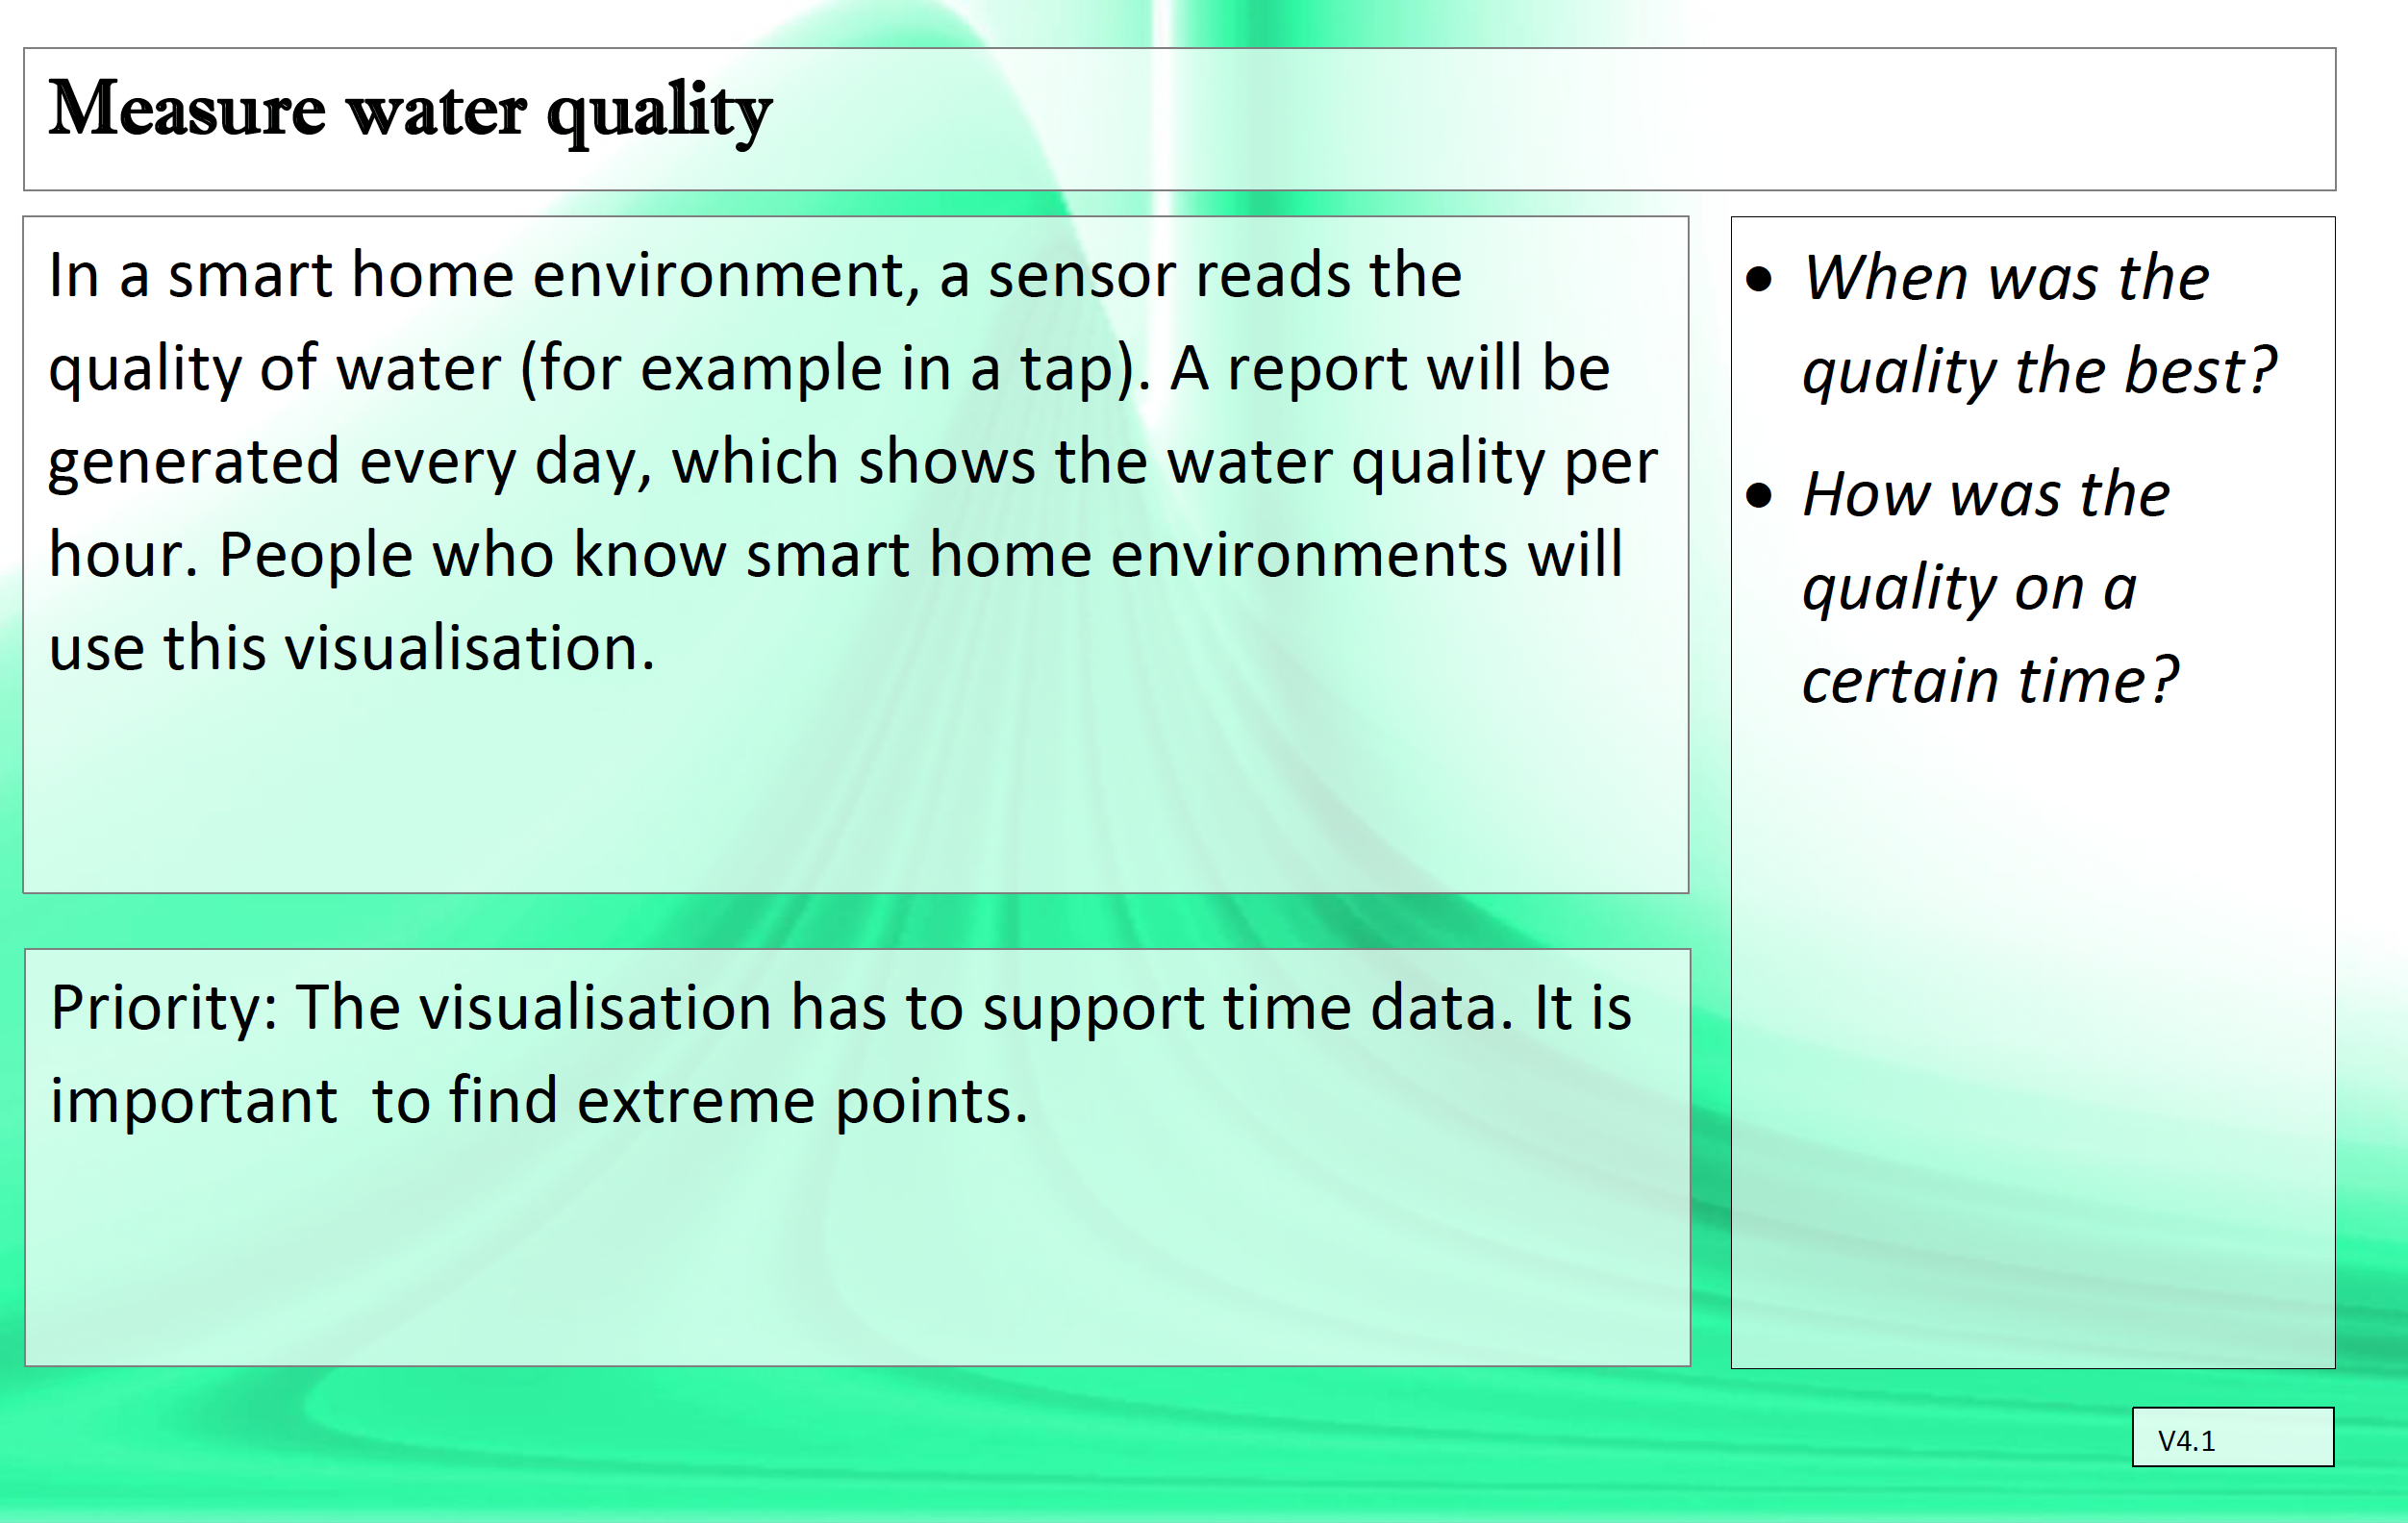 Measure water quality
In a smart home environment, a sensor reads the
quality of water (for example in a tap). A report will be
generated every day, which shows the water quality per
hour. People who know smart home environments will
use this visualisation.
• When was the
quality the best?
• How was the
quality on a
certain time?
Priority: The visualisation has to support time data. It is
important  to find extreme points.
V4.1